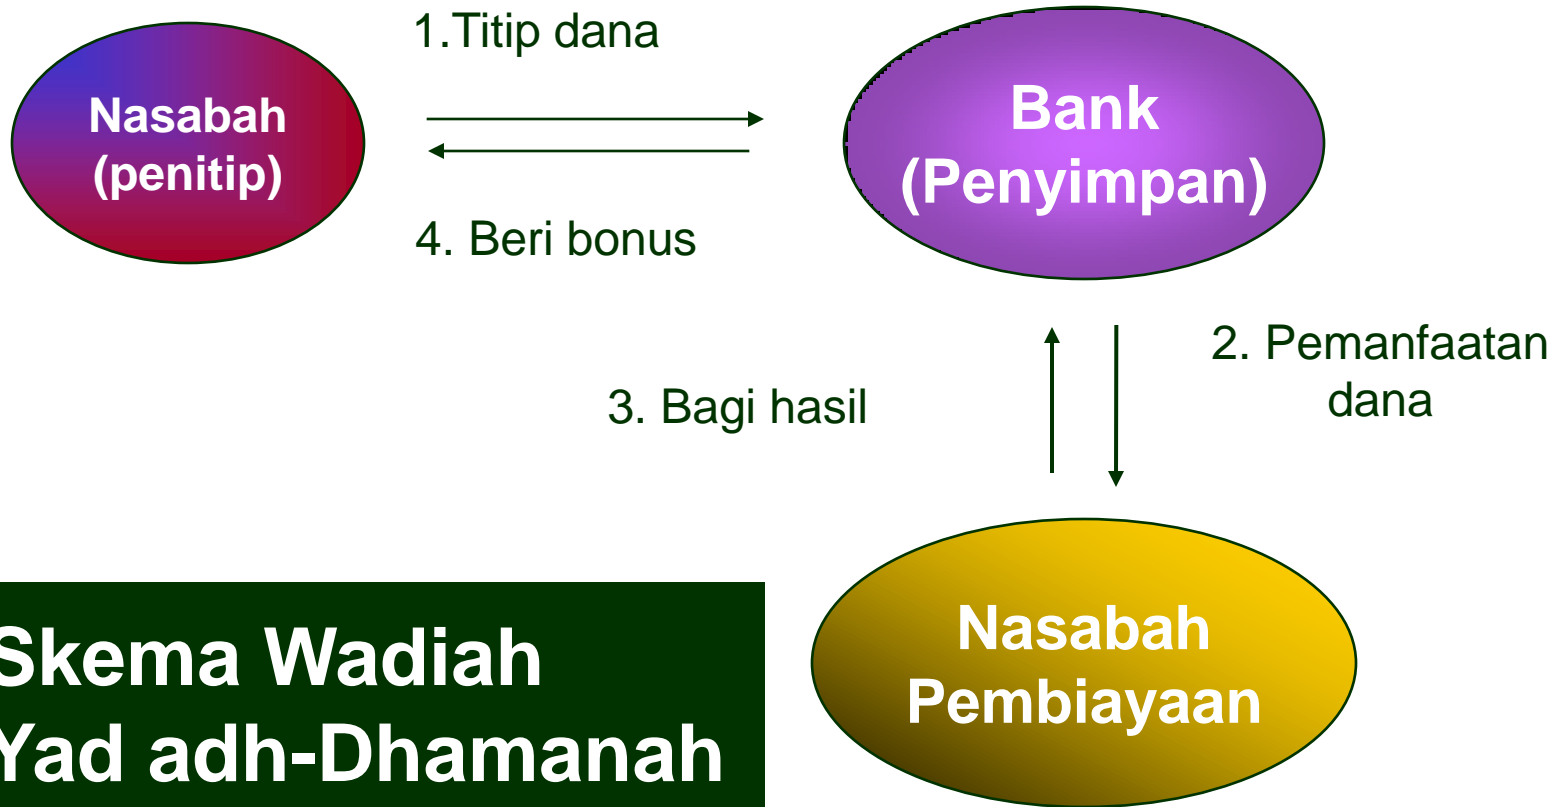 1.Titip dana
Nasabah
(penitip)
Bank
(Penyimpan)
4. Beri bonus
2. Pemanfaatan
dana
3. Bagi hasil
Nasabah
Pembiayaan
Skema Wadiah
Yad adh-Dhamanah